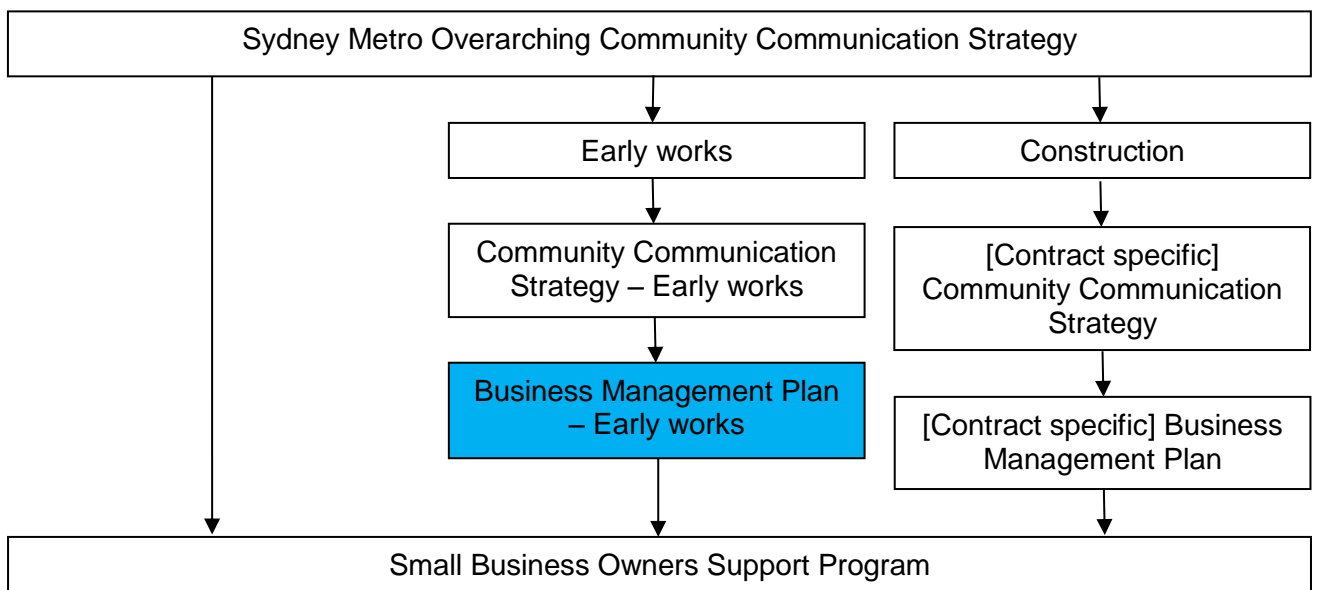 Sydney Metro Overarching Community Communication Strategy
Early works
Construction
Community Communication
Strategy – Early works
[Contract specific]
Community Communication
Strategy
Business Management Plan
– Early works
[Contract specific] Business
Management Plan
Small Business Owners Support Program